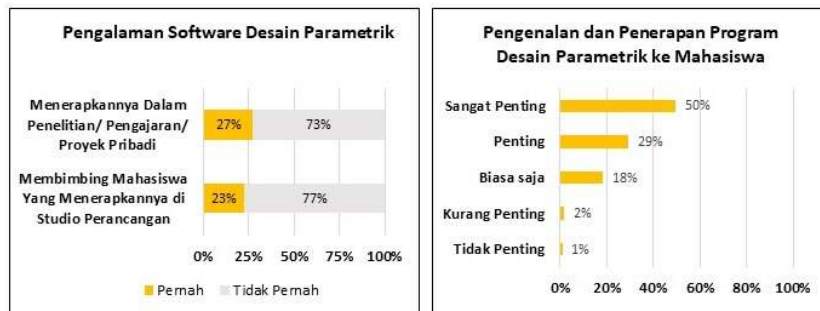 Pengalaman Software Desain Parametrik
Menerapkannya Dalam
Penelitian/ Pengajaran/
Proyek Pribadi
27%
73%
Membimbing Mahasiswa
Yang Menerapkannya di
Studio Perancangan
23%
77%
0% 25% 50% 75% 100%
Pernah Tidak Pernah
Pengenalan dan Penerapan Program
Desain Parametrik ke Mahasiswa
Sangat Penting 50%
Penting 29%
Biasa saja 18%
Kurang Penting 2%
Tidak Penting 1%
0% 20% 40% 60% 80% 100%